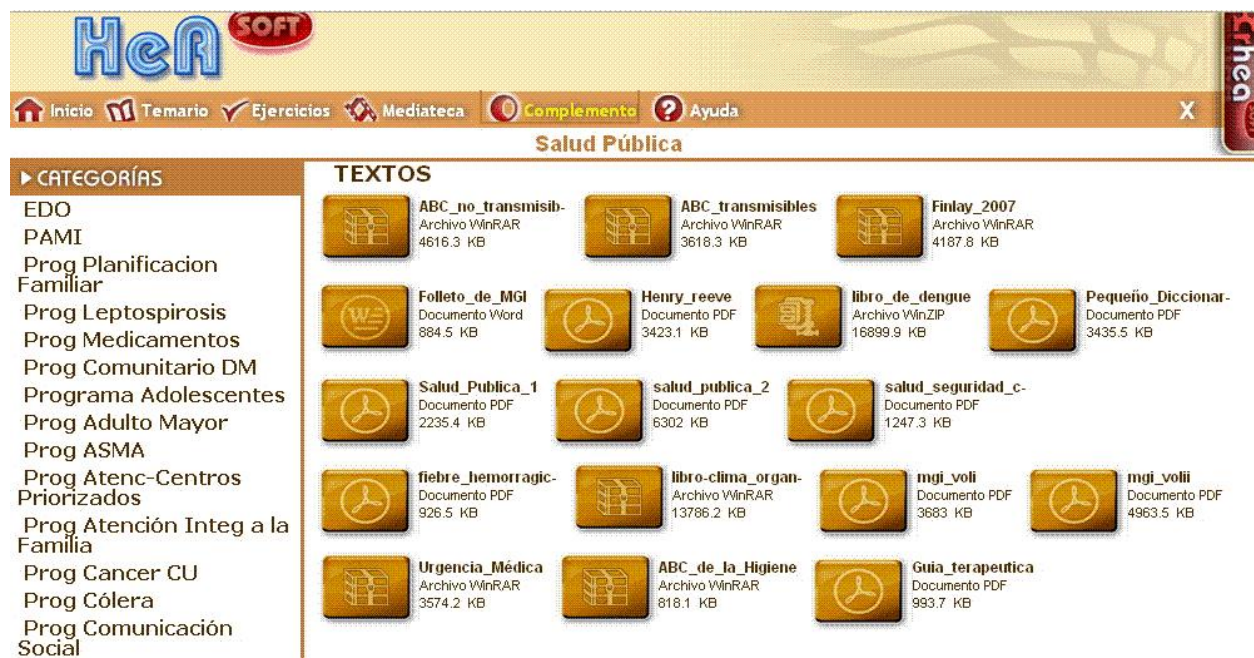 HeA SOFT
Crhea
Inicio Temario Ejercicios Mediateca Complemento Ayuda X
Salud Pública
CATEGORÍAS
EDO
PAMI
Prog Planificacion
Familiar
Prog Leptospirosis
Prog Medicamentos
Prog Comunitario DM
Programa Adolescentes
Prog Adulto Mayor
Prog ASMA
Prog Atenc-Centros
Priorizados
Prog Atención Integ a la
Familia
Prog Cancer CU
Prog Cólera
Prog Comunicación
Social
TEXTOS
ABC_no_transmisib-
Archivo WinRAR
4616.3 KB
ABC_transmisibles
Archivo WinRAR
3618.3 KB
Finlay_2007
Archivo WinRAR
4187.8 KB
Folleto_de_MGI
Documento Word
884.5 KB
Henry_reeve
Documento PDF
3423.1 KB
libro_de_dengue
Archivo WinZIP
16899.9 KB
Pequeño_Diccionar-
Documento PDF
3435.5 KB
Salud_Publica_1
Documento PDF
2235.4 KB
salud_publica_2
Documento PDF
6302 KB
salud_seguridad_c-
Documento PDF
1247.3 KB
fiebre_hemorragic-
Documento PDF
926.5 KB
libro-clima_organ-
Archivo WinRAR
13786.2 KB
mgi_voli
Documento PDF
3683 KB
mgi_volii
Documento PDF
4963.5 KB
Urgencia_Médica
Archivo WinRAR
3574.2 KB
ABC_de_la_Higiene
Archivo WinRAR
818.1 KB
Guia_terapeutica
Documento PDF
993.7 KB